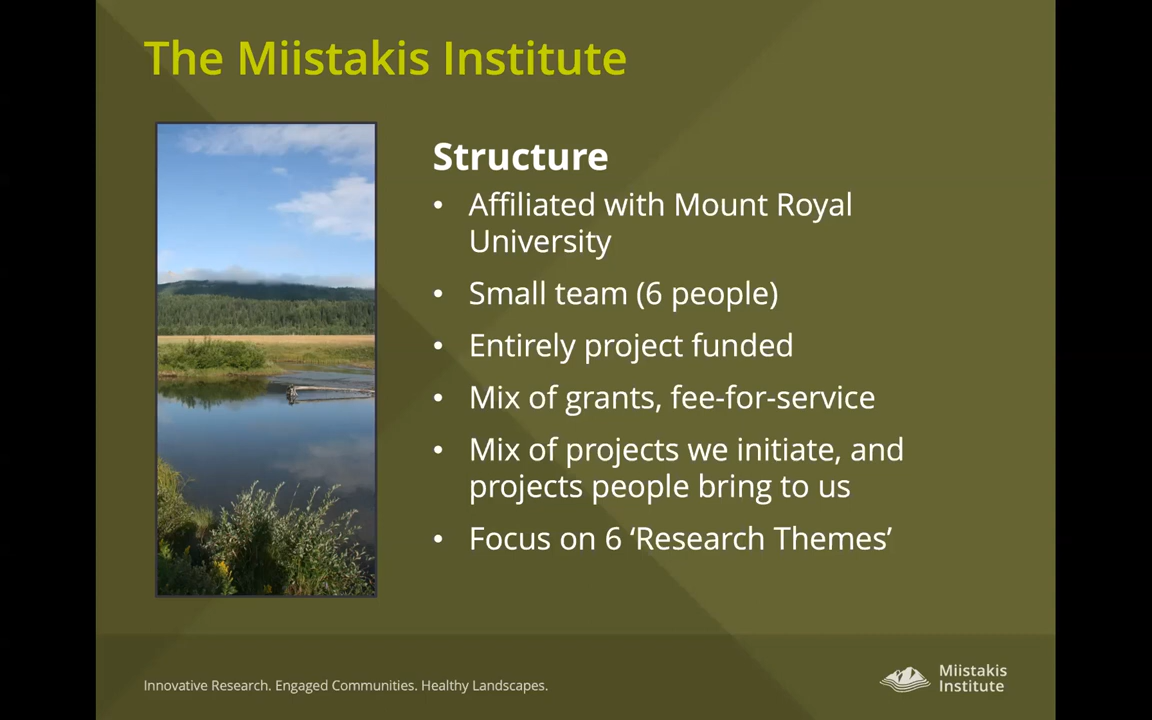 The Miistakis Institute
Structure
• Affiliated with Mount Royal
University
• Small team (6 people)
• Entirely project funded
• Mix of grants, fee-for-service
• Mix of projects we initiate, and
projects people bring to us
• Focus on 6 ‘Research Themes’
Innovative Research. Engaged Communities. Healthy Landscapes.
Miistakis
Institute